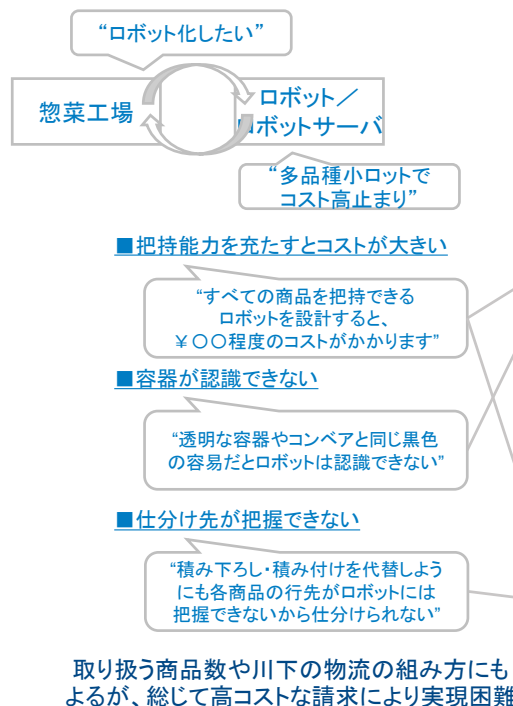 “ロボット化したい”
惣菜工場
ロボット／
ロボットサーバ
“多品種小ロットで
コスト高止まり”
■把持能力を充たすとコストが大きい
“すべての商品を把持できる
ロボットを設計すると、
￥〇〇程度のコストがかかります”
■容器が認識できない
“透明な容器やコンベアと同じ黒色
の容易だとロボットは認識できない”
■仕分け先が把握できない
“積み下ろし・積み付けを代替しよう
にも各商品の行先がロボットには
把握できないから仕分けられない”
取り扱う商品数や川下の物流の組み方にも
よるが、総じて高コストな請求により実現困難